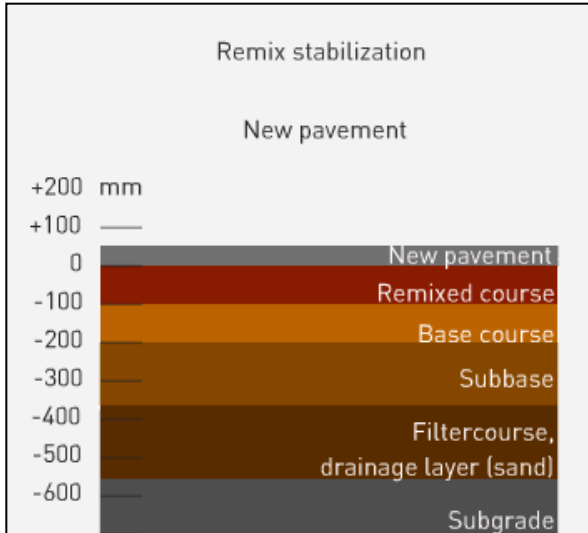 Remix stabilization
New pavement
+200 mm
+100
0
-100
-200
-300
-400
-500
-600
New pavement
Remixed course
Base course
Subbase
Filtercourse,
drainage layer (sand)
Subgrade